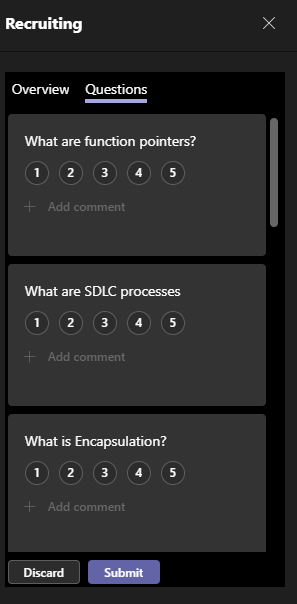 Recruiting
Overview Questions
What are function pointers?
1 2 3 4 5
+ Add comment
What are SDLC processes
1 2 3 4 5
+ Add comment
What is Encapsulation?
1 2 3 4 5
+ Add comment
Discard Submit